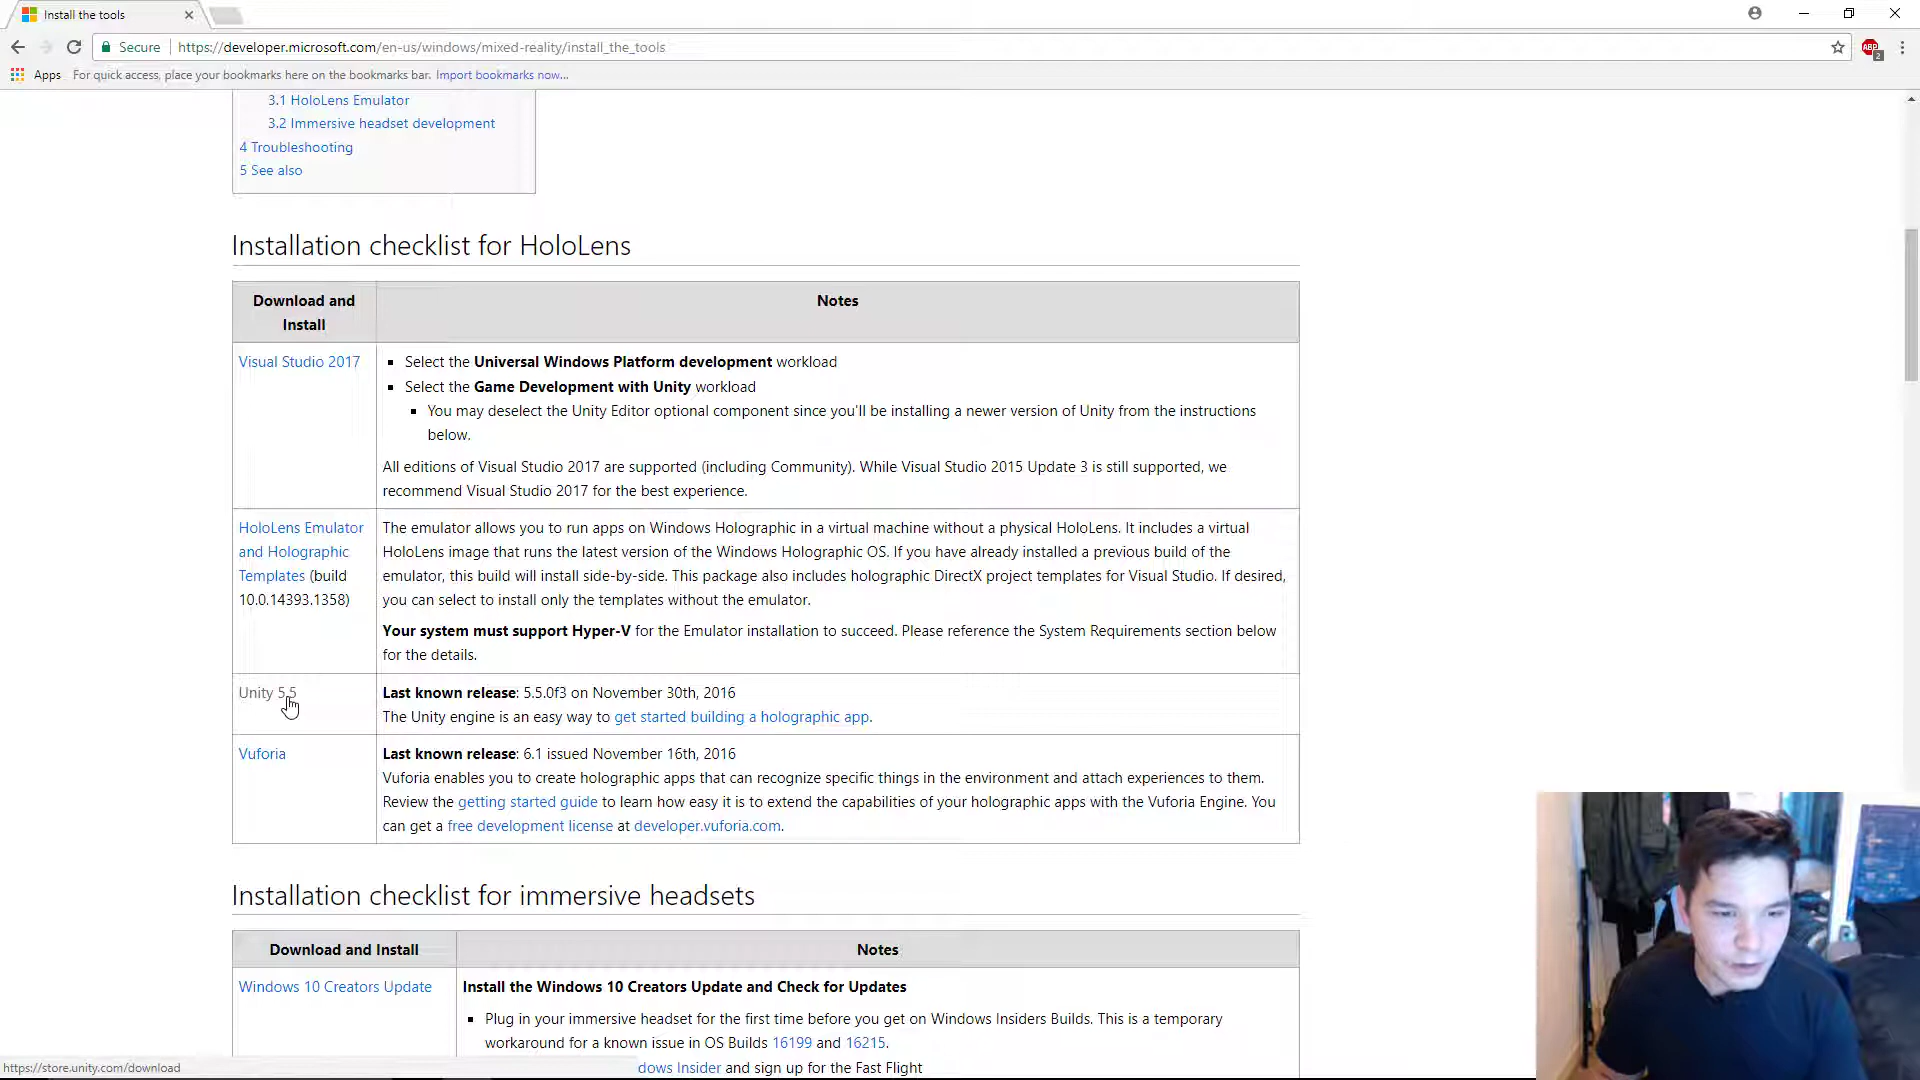 Install the tools
Secure https://developer.microsoft.com/en-us/windows/mixed-reality/install_the_tools
ABP
2
Apps For quick access, place your bookmarks here on the bookmarks bar. Import bookmarks now...
3.1 HoloLens Emulator
3.2 Immersive headset development
4 Troubleshooting
5 See also
Installation checklist for HoloLens
Download and
Install
Notes
Visual Studio 2017
Select the Universal Windows Platform development workload
Select the Game Development with Unity workload
You may deselect the Unity Editor optional component since you'll be installing a newer version of Unity from the instructions
below.
All editions of Visual Studio 2017 are supported (including Community). While Visual Studio 2015 Update 3 is still supported, we
recommend Visual Studio 2017 for the best experience.
HoloLens Emulator
and Holographic
Templates (build
10.0.14393.1358)
The emulator allows you to run apps on Windows Holographic in a virtual machine without a physical HoloLens. It includes a virtual
HoloLens image that runs the latest version of the Windows Holographic OS. If you have already installed a previous build of the
emulator, this build will install side-by-side. This package also includes holographic DirectX project templates for Visual Studio. If desired,
you can select to install only the templates without the emulator.
Your system must support Hyper-V for the Emulator installation to succeed. Please reference the System Requirements section below
for the details.
Unity 5.5
Last known release: 5.5.0f3 on November 30th, 2016
The Unity engine is an easy way to get started building a holographic app.
Vuforia
Last known release: 6.1 issued November 16th, 2016
Vuforia enables you to create holographic apps that can recognize specific things in the environment and attach experiences to them.
Review the getting started guide to learn how easy it is to extend the capabilities of your holographic apps with the Vuforia Engine. You
can get a free development license at developer.vuforia.com.
Installation checklist for immersive headsets
Download and Install
Notes
Windows 10 Creators Update
Install the Windows 10 Creators Update and Check for Updates
Plug in your immersive headset for the first time before you get on Windows Insiders Builds. This is a temporary
workaround for a known issue in OS Builds 16199 and 16215.
dows Insider and sign up for the Fast Flight
https://store.unity.com/download